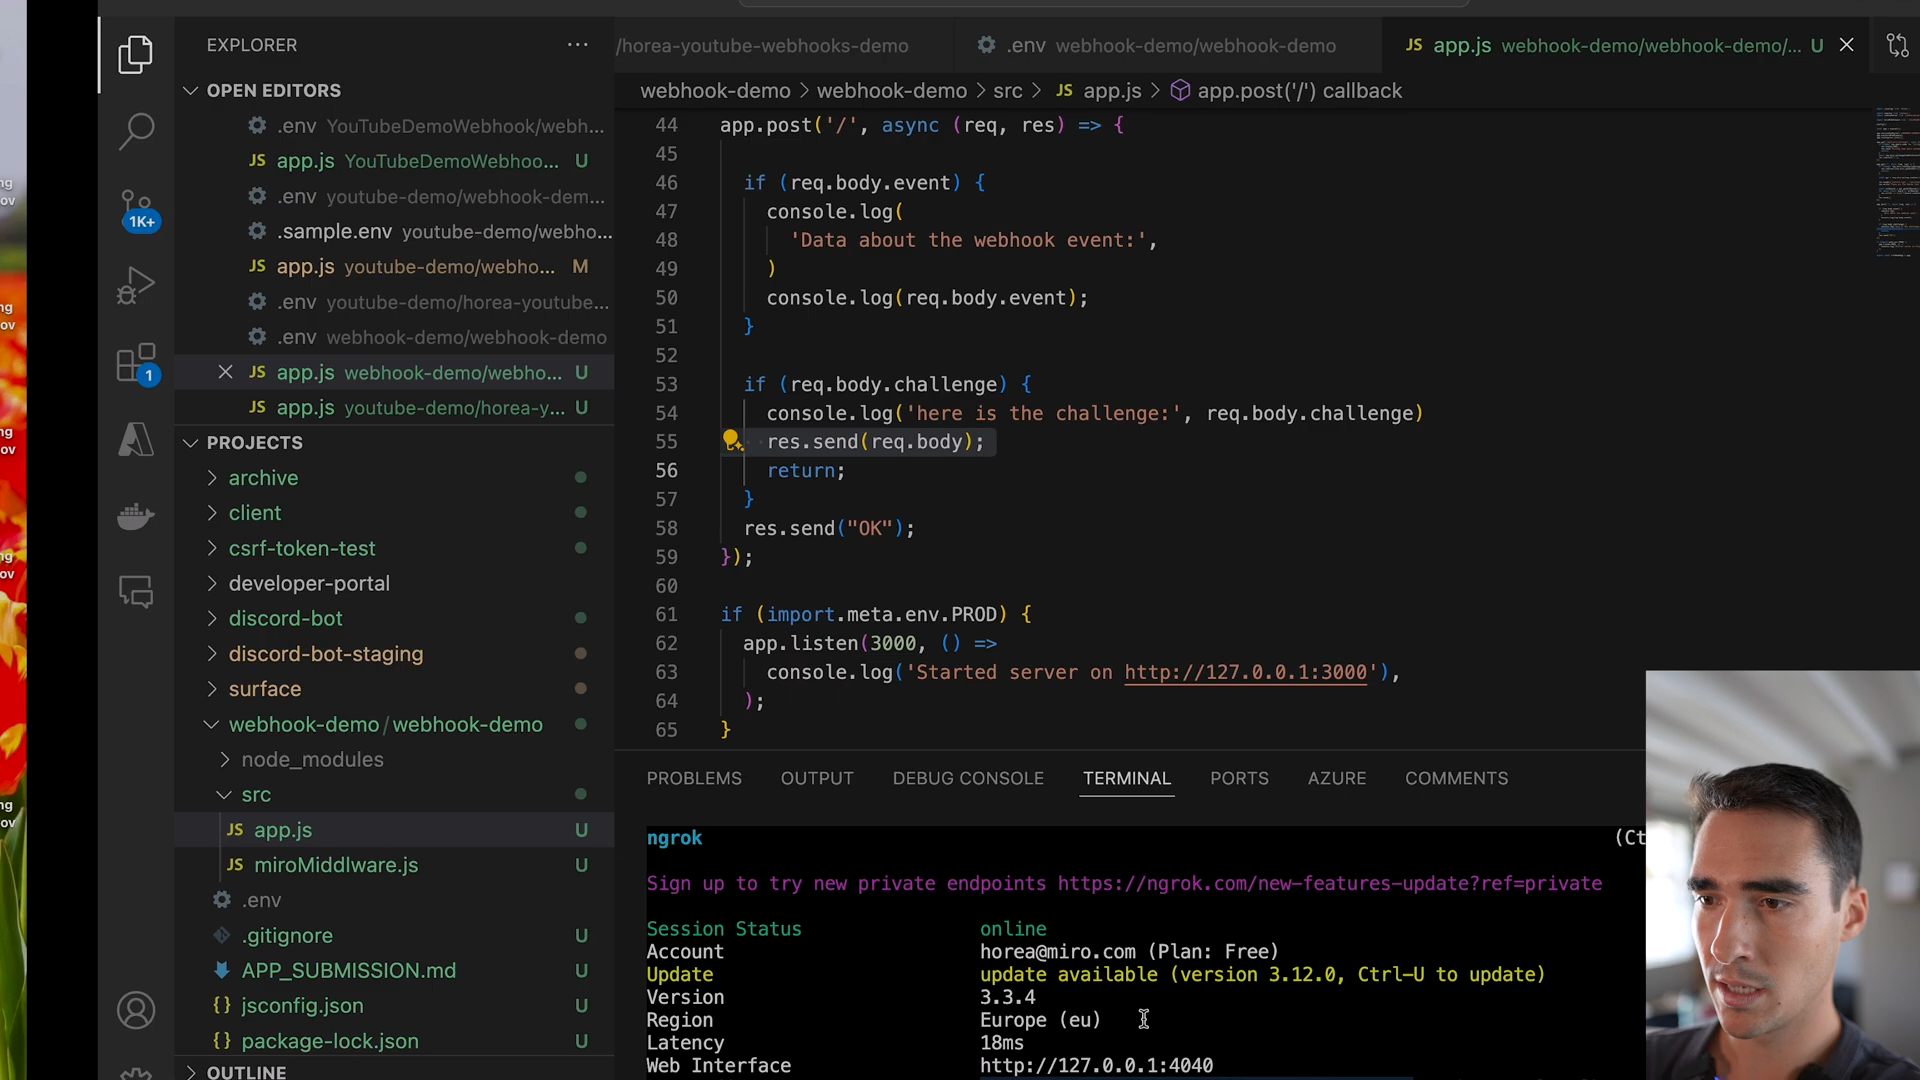 ng
ov
ng
ov
ng
ov
ng
ov
ng
ov
1K+
1
EXPLORER
OPEN EDITORS
.env YouTubeDemoWebhook/webh...
JS app.js YouTubeDemoWebhoo... U
.env youtube-demo/webhook-dem...
.sample.env youtube-demo/webho...
JS app.js youtube-demo/webho... M
.env youtube-demo/horea-youtube...
.env webhook-demo/webhook-demo
JS app.js webhook-demo/webho... U
JS app.js youtube-demo/horea-y... U
PROJECTS
archive
client
csrf-token-test
developer-portal
discord-bot
discord-bot-staging
surface
webhook-demo / webhook-demo
node_modules
src
JS app.js U
JS miroMiddlware.js U
.env
.gitignore U
APP_SUBMISSION.md U
{} jsconfig.json U
{} package-lock.json U
OUTLINE
/horea-youtube-webhooks-demo
.env webhook-demo/webhook-demo
JS app.js webhook-demo/webhook-demo/... U
webhook-demo > webhook-demo > src > JS app.js > app.post('/') callback
44 app.post('/', async (req, res) => {
45
46 if (req.body.event) {
47 console.log(
48 'Data about the webhook event:',
49 )
50 console.log(req.body.event);
51 }
52
53 if (req.body.challenge) {
54 console.log('here is the challenge:', req.body.challenge)
55 res.send(req.body);
56 return;
57 }
58 res.send("OK");
59 });
60
61 if (import.meta.env.PROD) {
62 app.listen(3000, () =>
63 console.log('Started server on http://127.0.0.1:3000'),
64 );
65 }
PROBLEMS OUTPUT DEBUG CONSOLE TERMINAL PORTS AZURE COMMENTS
ngrok (Ct
Sign up to try new private endpoints https://ngrok.com/new-features-update?ref=private
Session Status online
Account horea@miro.com (Plan: Free)
Update update available (version 3.12.0, Ctrl-U to update)
Version 3.3.4
Region Europe (eu)
Latency 18ms
Web Interface http://127.0.0.1:4040